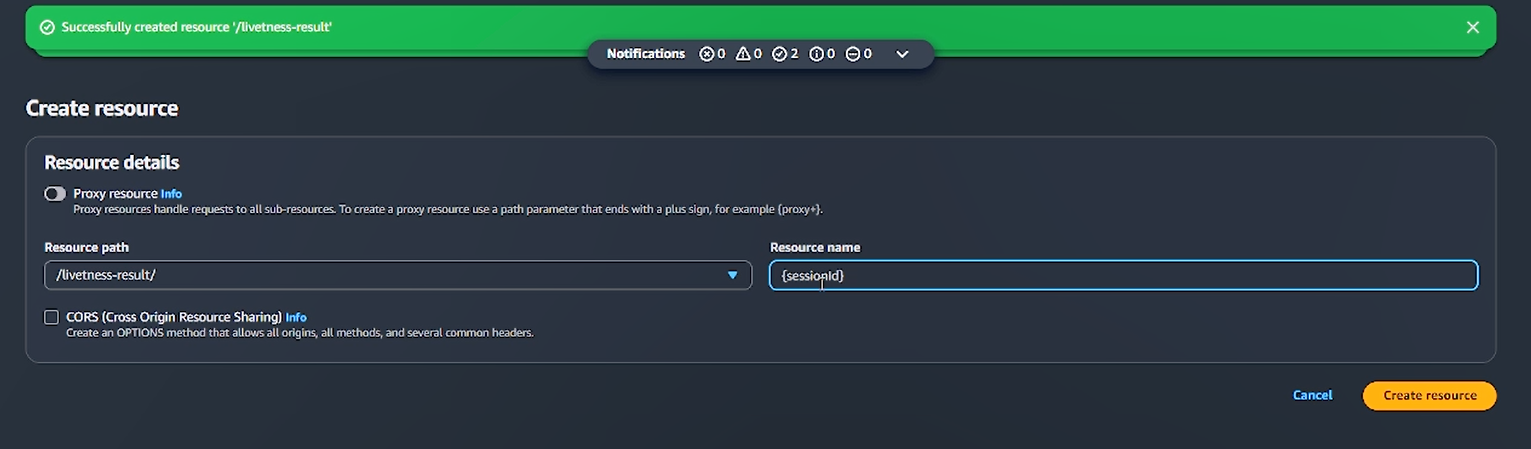 Successfully created resource '/livetness-result'
Notifications 0 0 2 0 0
Create resource
Resource details
Proxy resource Info
Proxy resources handle requests to all sub-resources. To create a proxy resource use a path parameter that ends with a plus sign, for example {proxy+}.
Resource path Resource name
/livetness-result/ {sessionId}
CORS (Cross Origin Resource Sharing) Info
Create an OPTIONS method that allows all origins, all methods, and several common headers.
Cancel Create resource